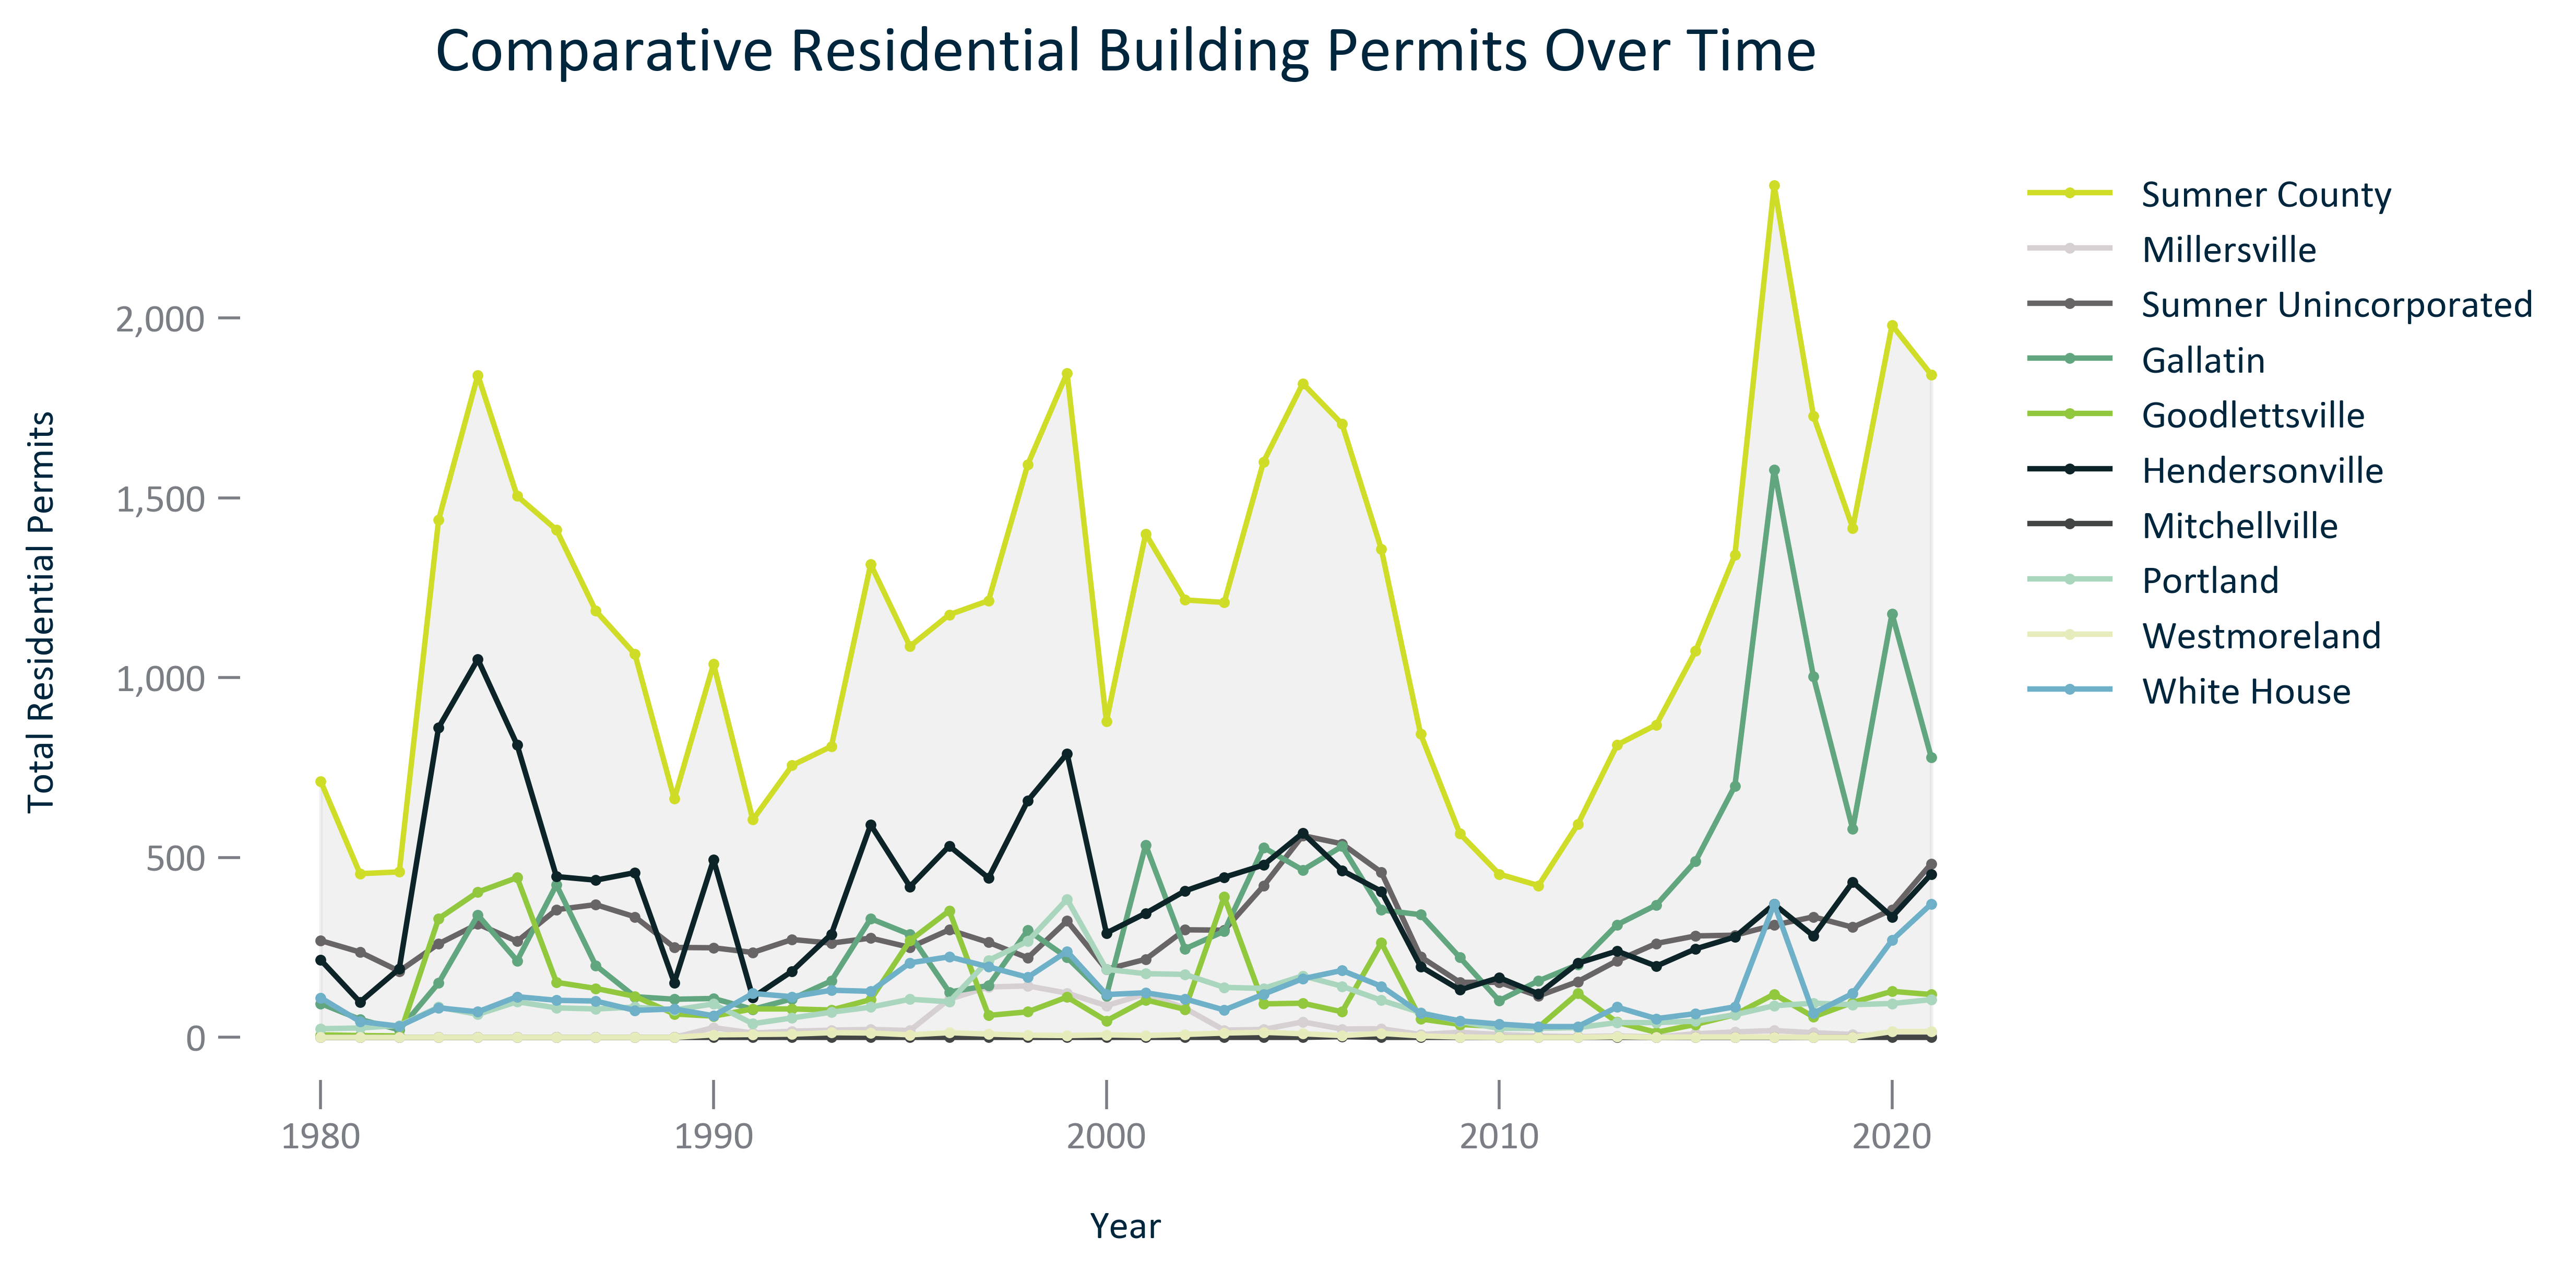 Comparative Residential Building Permits Over Time
Total Residential Permits
2,000
1,500
1,000
500
0
1980
1990
2000
2010
2020
Year
Sumner County
Millersville
Sumner Unincorporated
Gallatin
Goodlettsville
Hendersonville
Mitchellville
Portland
Westmoreland
White House